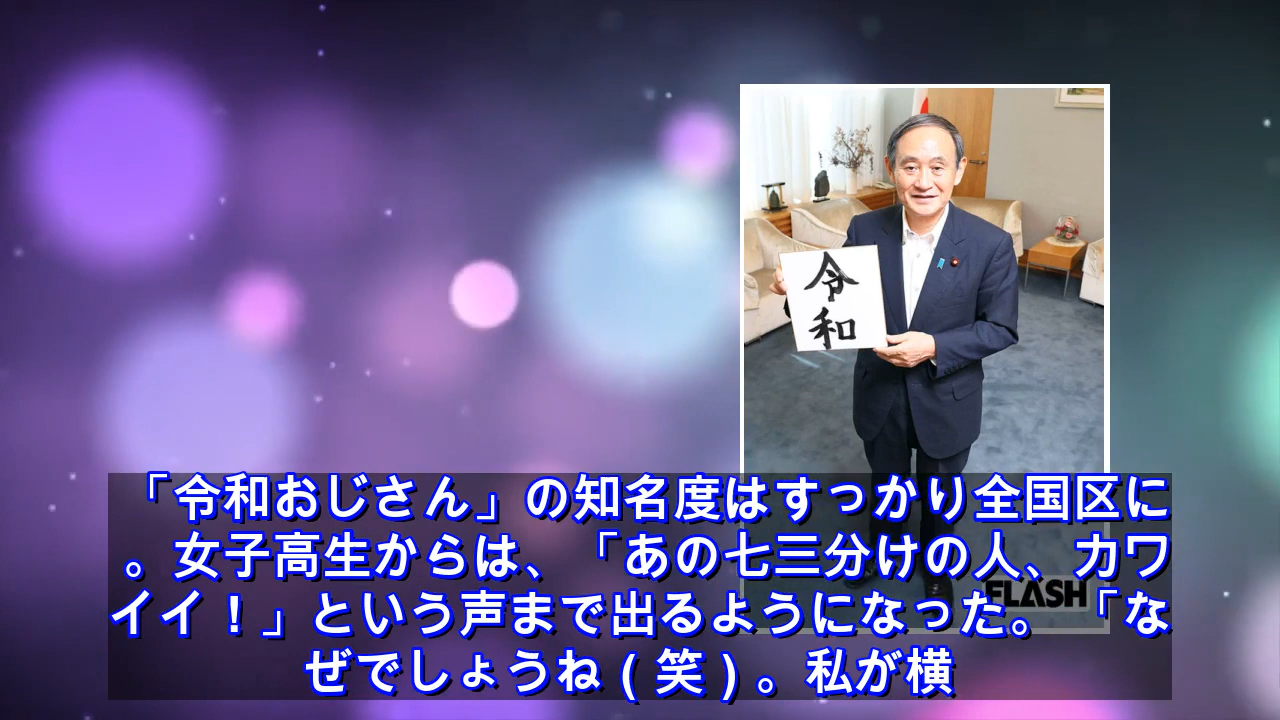 令
和
FLASH
「令和おじさん」の知名度はすっかり全国区に
。女子高生からは、「あの七三分けの人、カワ
イイ！」という声まで出るようになった。 「な
ぜでしょうね（笑）。私が横